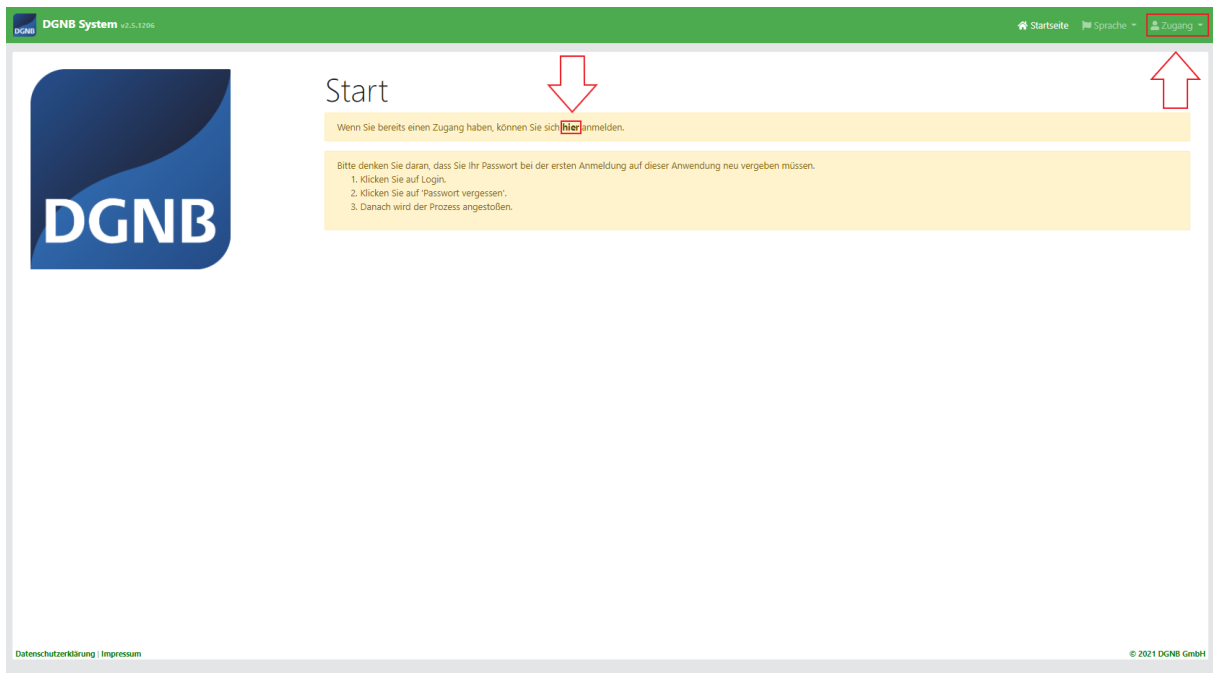 DGNB
DGNB System v2.5.1206
Startseite
Sprache
Zugang
DGNB
Start
Wenn Sie bereits einen Zugang haben, können Sie sich hier anmelden.
Bitte denken Sie daran, dass Sie Ihr Passwort bei der ersten Anmeldung auf dieser Anwendung neu vergeben müssen.
1. Klicken Sie auf Login.
2. Klicken Sie auf 'Passwort vergessen'.
3. Danach wird der Prozess angestoßen.
Datenschutzerklärung | Impressum
© 2021 DGNB GmbH